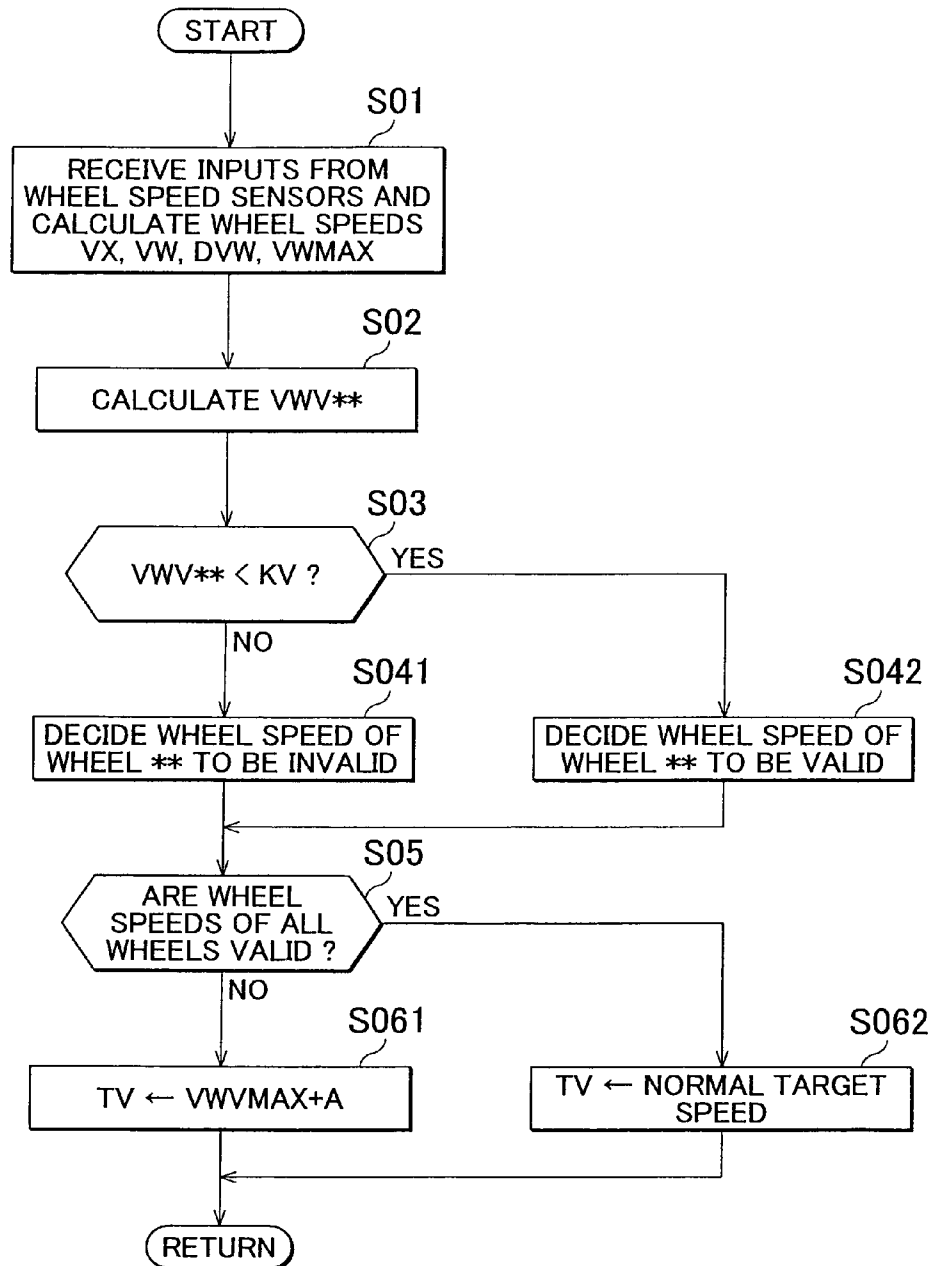 START
S01
RECEIVE INPUTS FROM
WHEEL SPEED SENSORS AND
CALCULATE WHEEL SPEEDS
VX, VW, DVW, VWMAX
S02
CALCULATE VWV**
S03
VWV** < KV ?
YES
NO
S041
DECIDE WHEEL SPEED OF
WHEEL ** TO BE INVALID
S042
DECIDE WHEEL SPEED OF
WHEEL ** TO BE VALID
S05
ARE WHEEL
SPEEDS OF ALL
WHEELS VALID ?
YES
NO
S061
TV ← VWVMAX+A
S062
TV ← NORMAL TARGET
SPEED
RETURN